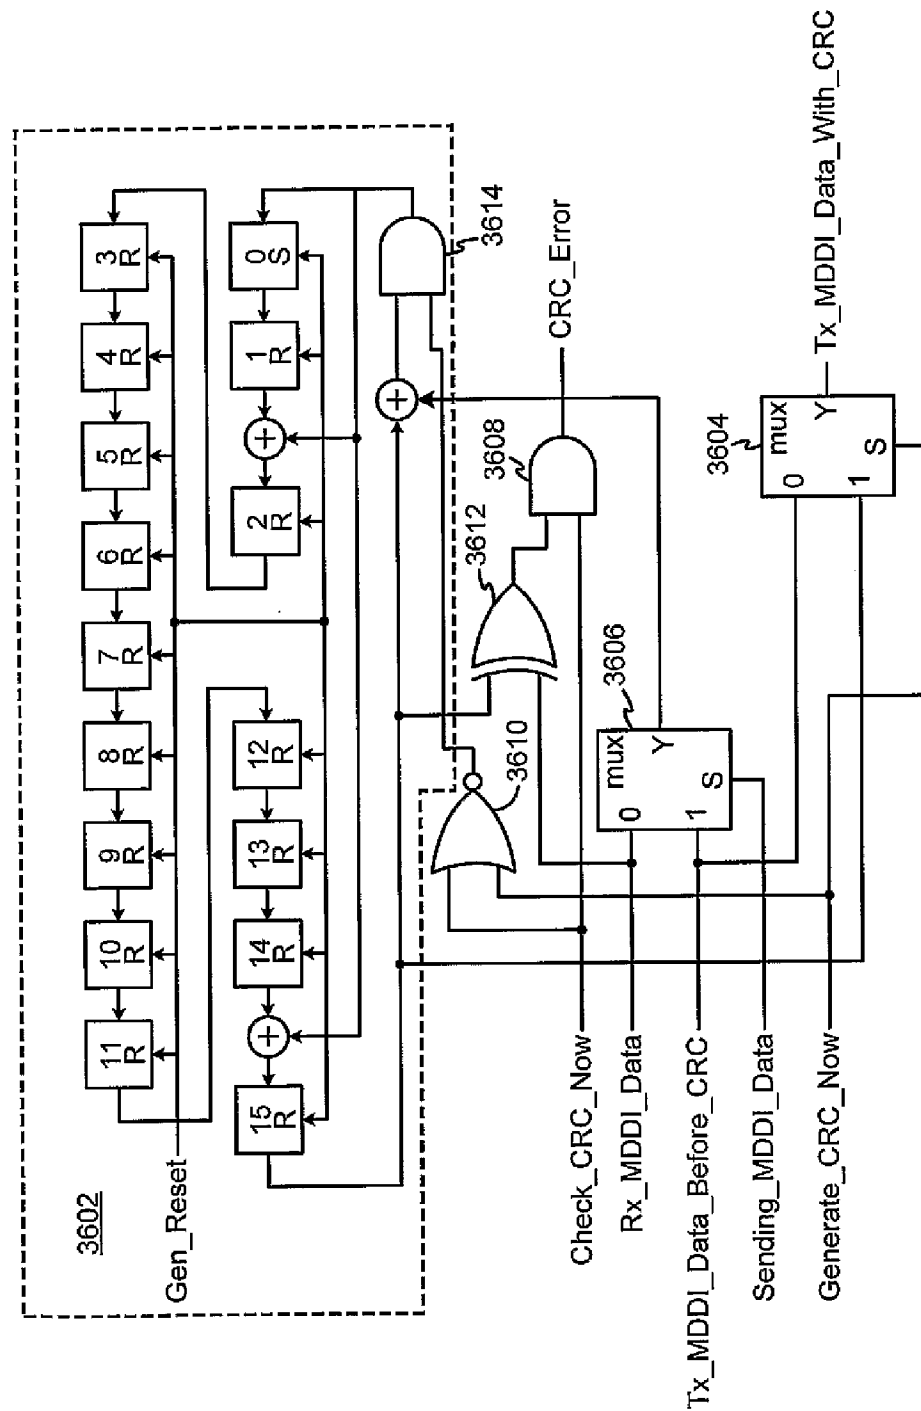 3602
Gen_Reset
11
R
10
R
9
R
8
R
7
R
6
R
5
R
4
R
3
R
15
R
+
14
R
13
R
12
R
2
R
+
1
R
0
S
+
3614
3610
3612
3608
CRC_Error
Check_CRC_Now
Rx_MDDI_Data
Tx_MDDI_Data_Before_CRC
Sending_MDDI_Data
Generate_CRC_Now
3606
mux
0
1
Y
S
3604
mux
0
1
Y
S
Tx_MDDI_Data_With_CRC